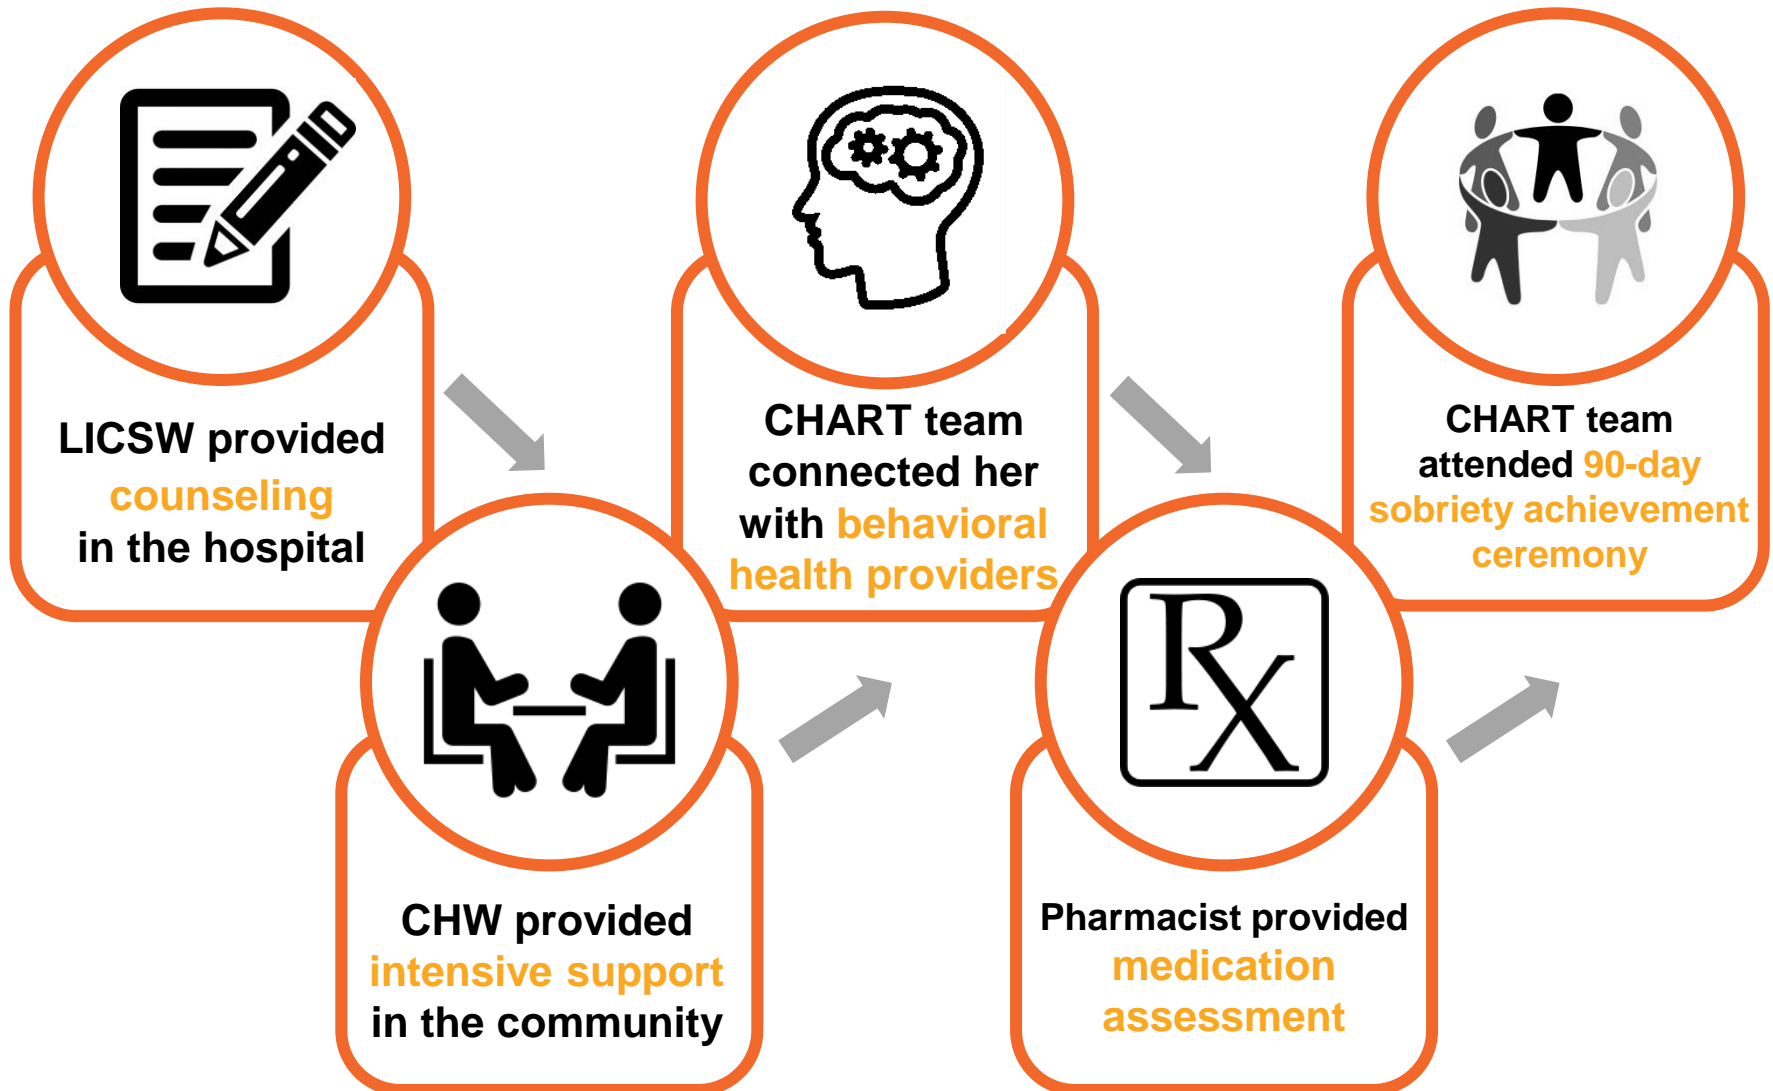 LICSW provided
counseling
in the hospital
CHW provided
intensive support
in the community
CHART team
connected her
with behavioral
health providers
RX
Pharmacist provided
medication
assessment
CHART team
attended 90-day
sobriety achievement
ceremony